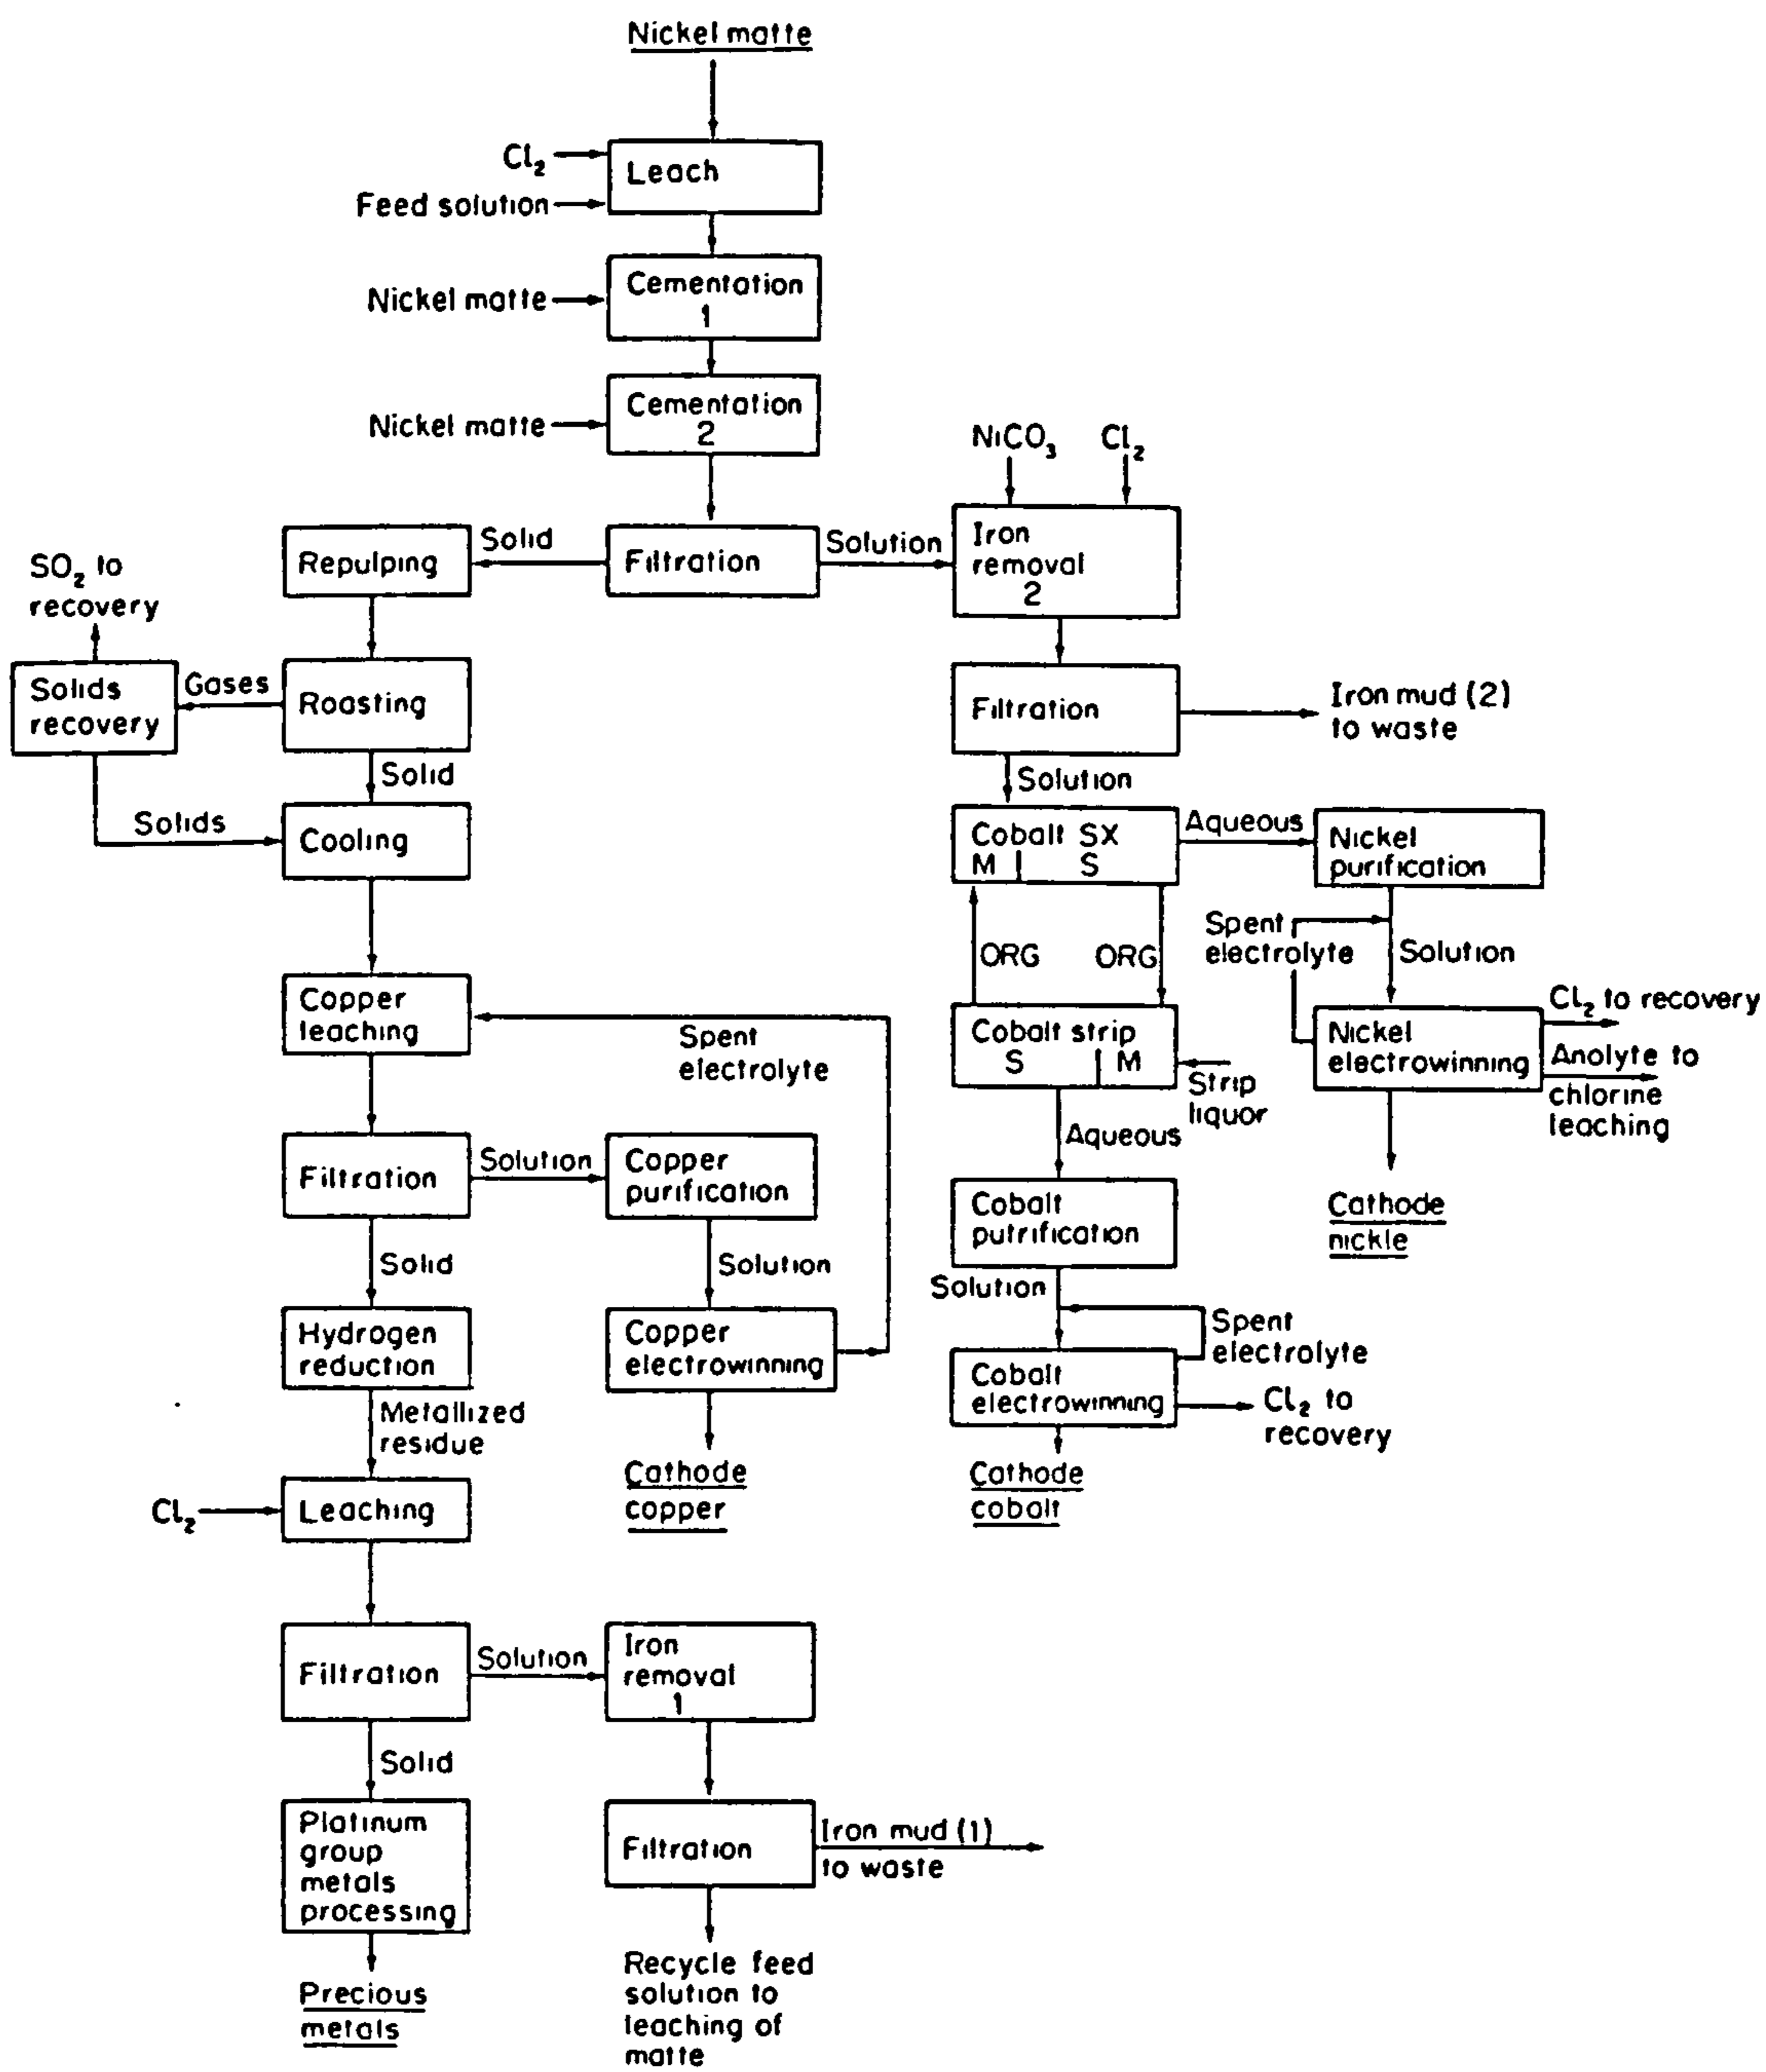 Nickel matte
Cl2
Leach
Feed solution
Cementation
1
Nickel matte
Cementation
2
Nickel matte
NiCO3
Cl2
Repulping
Solid
Filtration
Solution
Iron
removal
2
SO2 to
recovery
Solids
recovery
Gases
Roasting
Filtration
Iron mud (2)
to waste
Solid
Solution
Solids
Cooling
Cobalt SX
M
S
Aqueous
Nickel
purification
Spent
electrolyte
Solution
ORG
ORG
Copper
leaching
Spent
electrolyte
Cobalt strip
S
M
Strip
liquor
Nickel
electrowinning
Cl2 to recovery
Anolyte to
chlorine
leaching
Aqueous
Filtration
Solution
Copper
purification
Cobalt
putrification
Cathode
nickle
Solid
Solution
Solution
Hydrogen
reduction
Copper
electrowinning
Spent
electrolyte
Cobalt
electrowinning
Cl2 to
recovery
Metallized
residue
Cathode
copper
Cathode
cobalt
Cl2
Leaching
Filtration
Solution
Iron
removal
1
Solid
Platinum
group
metals
processing
Filtration
Iron mud (1)
to waste
Precious
metals
Recycle feed
solution to
leaching of
matte